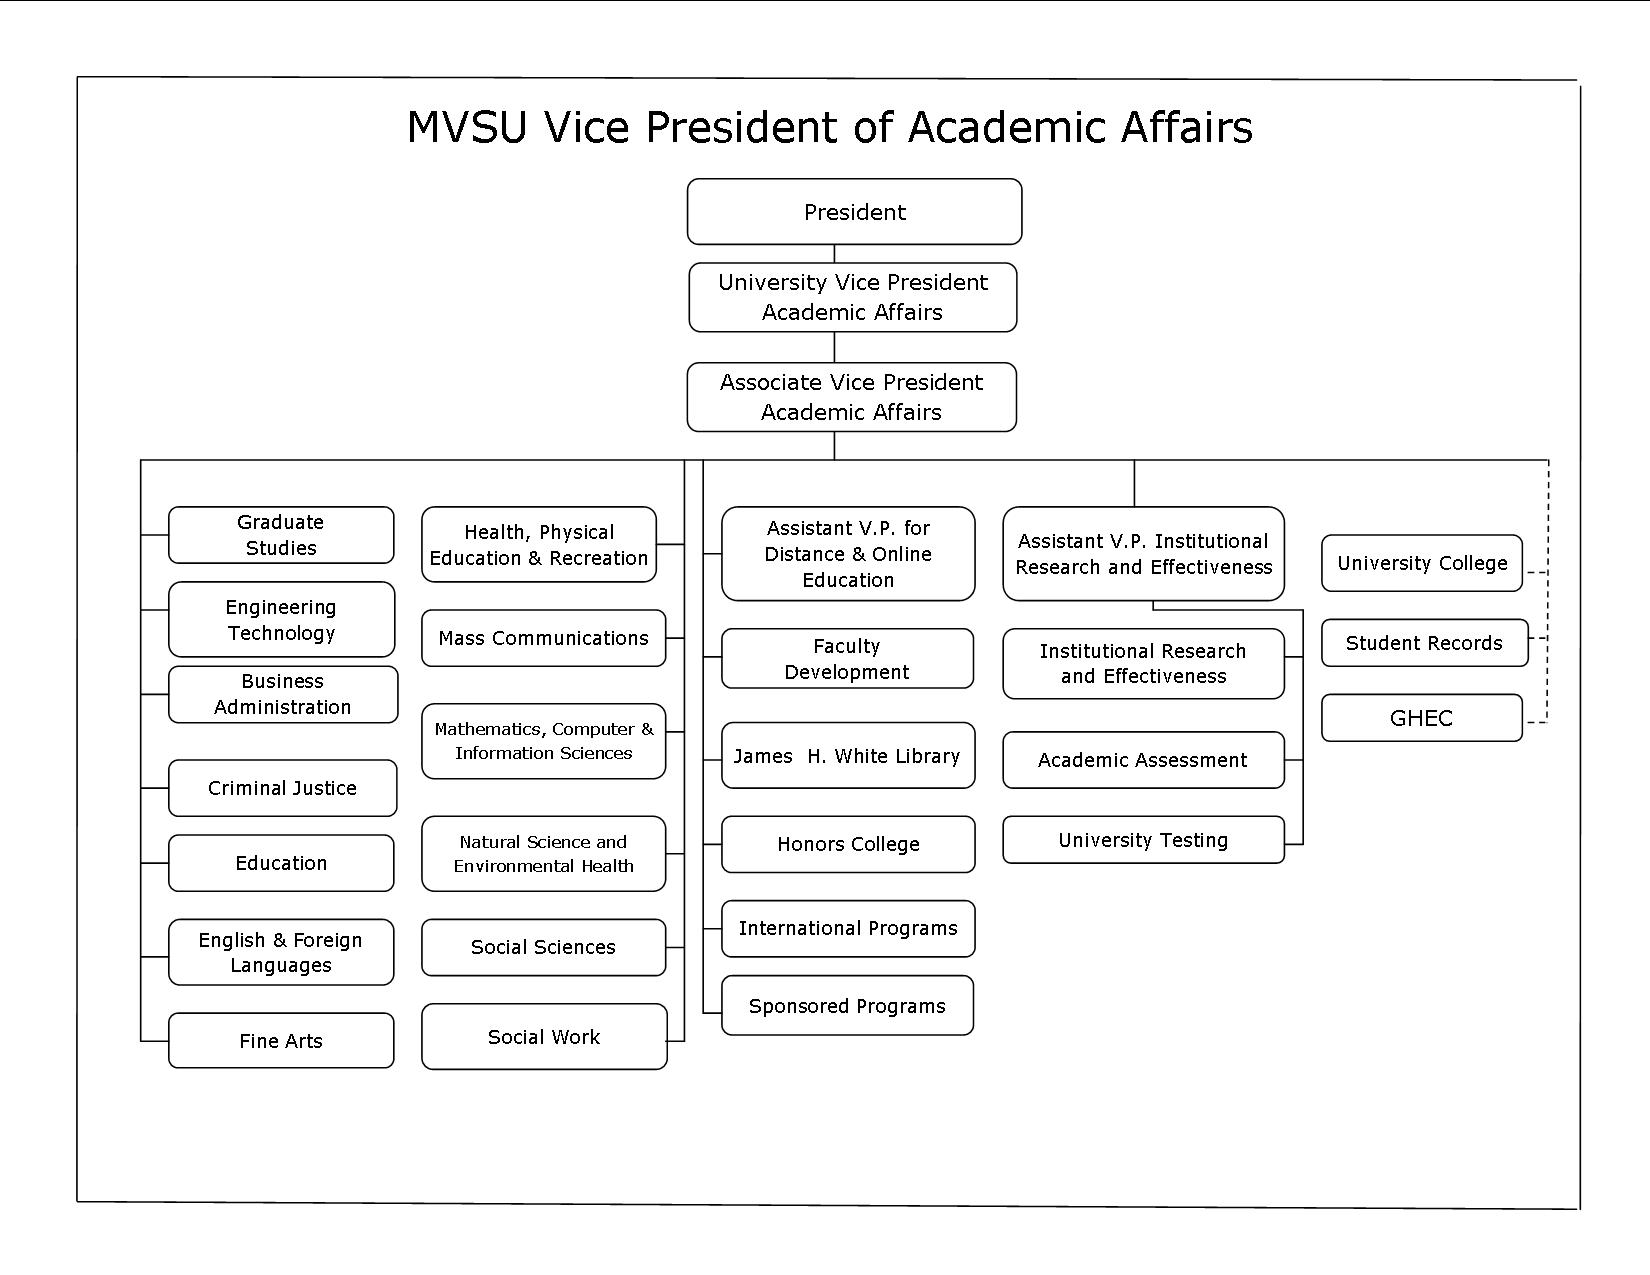 MVSU Vice President of Academic Affairs
President
University Vice President
Academic Affairs
Associate Vice President
Academic Affairs
Graduate
Studies
Engineering
Technology
Business
Administration
Criminal Justice
Education
English & Foreign
Languages
Fine Arts
Health, Physical
Education & Recreation
Mass Communications
Mathematics, Computer &
Information Sciences
Natural Science and
Environmental Health
Social Sciences
Social Work
Assistant V.P. for
Distance & Online
Education
Faculty
Development
James H. White Library
Honors College
International Programs
Sponsored Programs
Assistant V.P. Institutional
Research and Effectiveness
Institutional Research
and Effectiveness
Academic Assessment
University Testing
University College
Student Records
GHEC